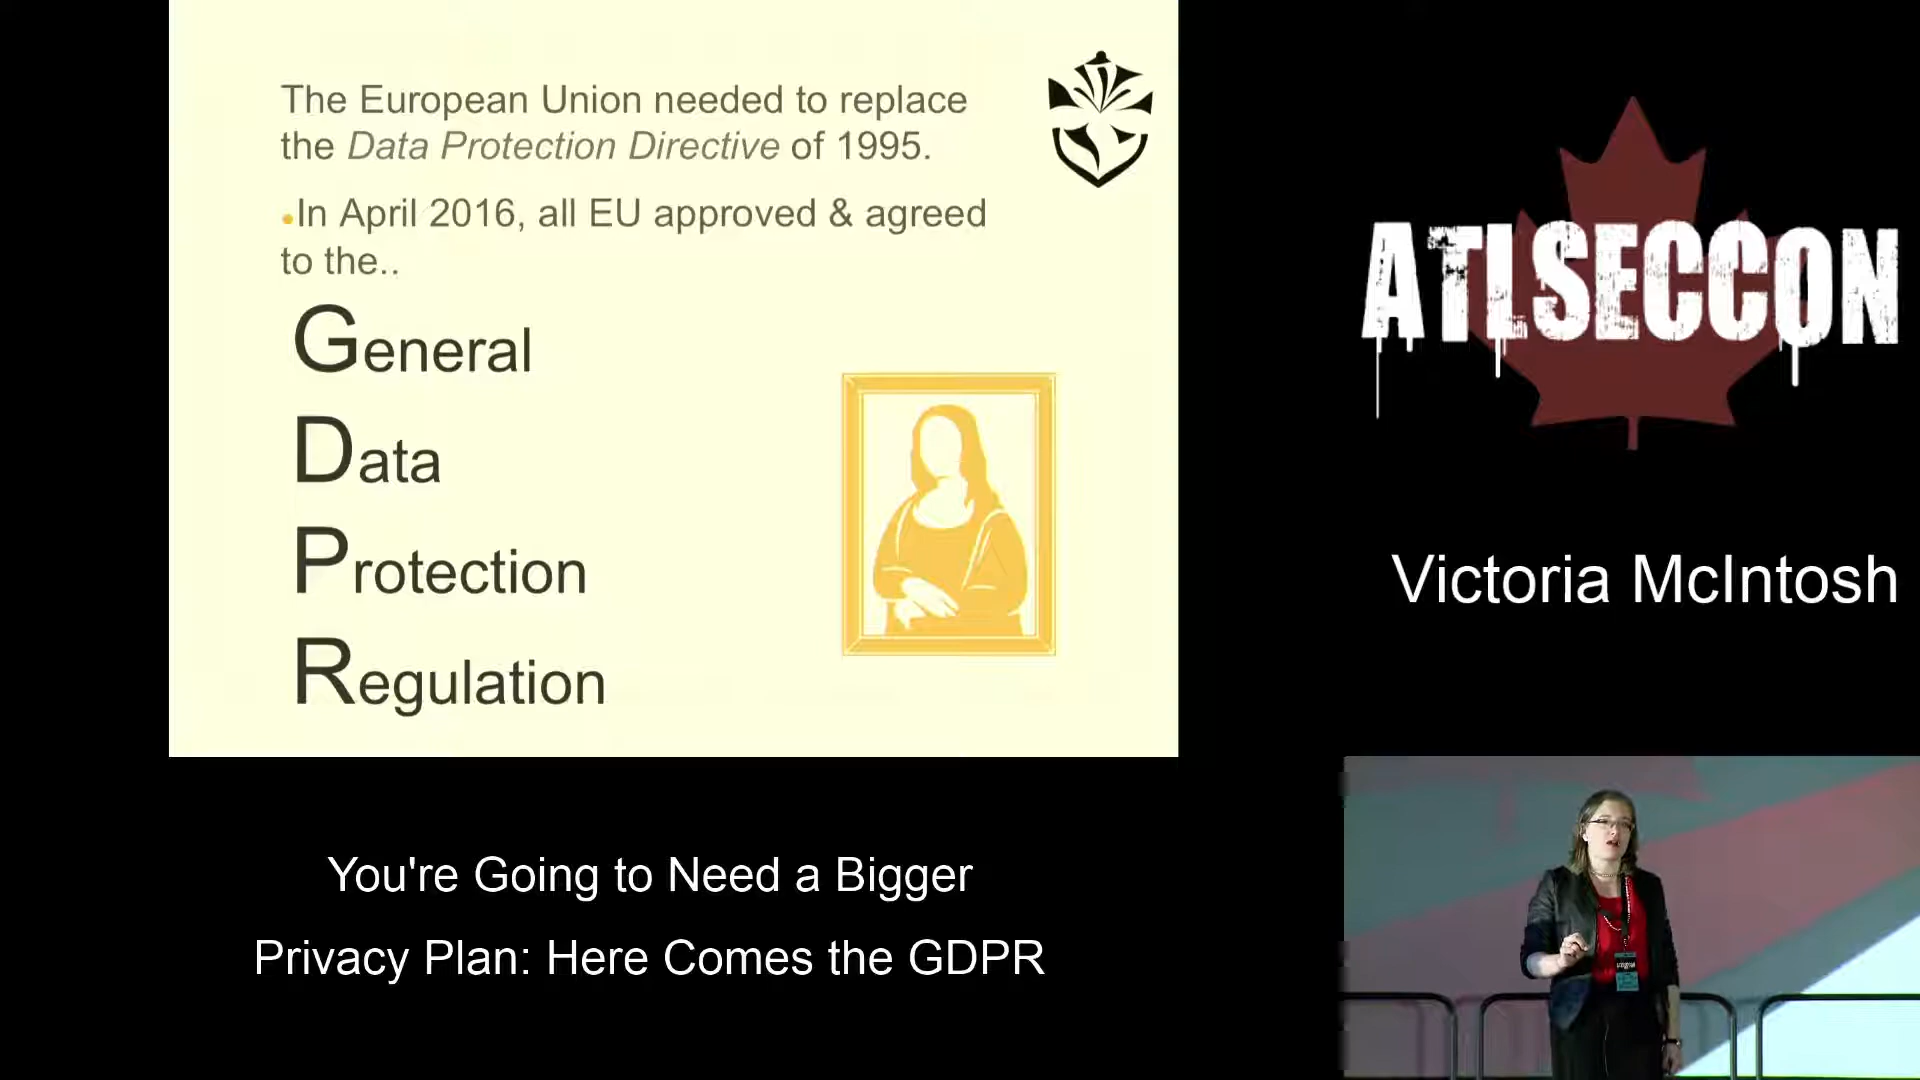 The European Union needed to replace
the Data Protection Directive of 1995.
•In April 2016, all EU approved & agreed
to the..
General
Data
Protection
Regulation
ATLSECCON
Victoria McIntosh
You're Going to Need a Bigger
Privacy Plan: Here Comes the GDPR